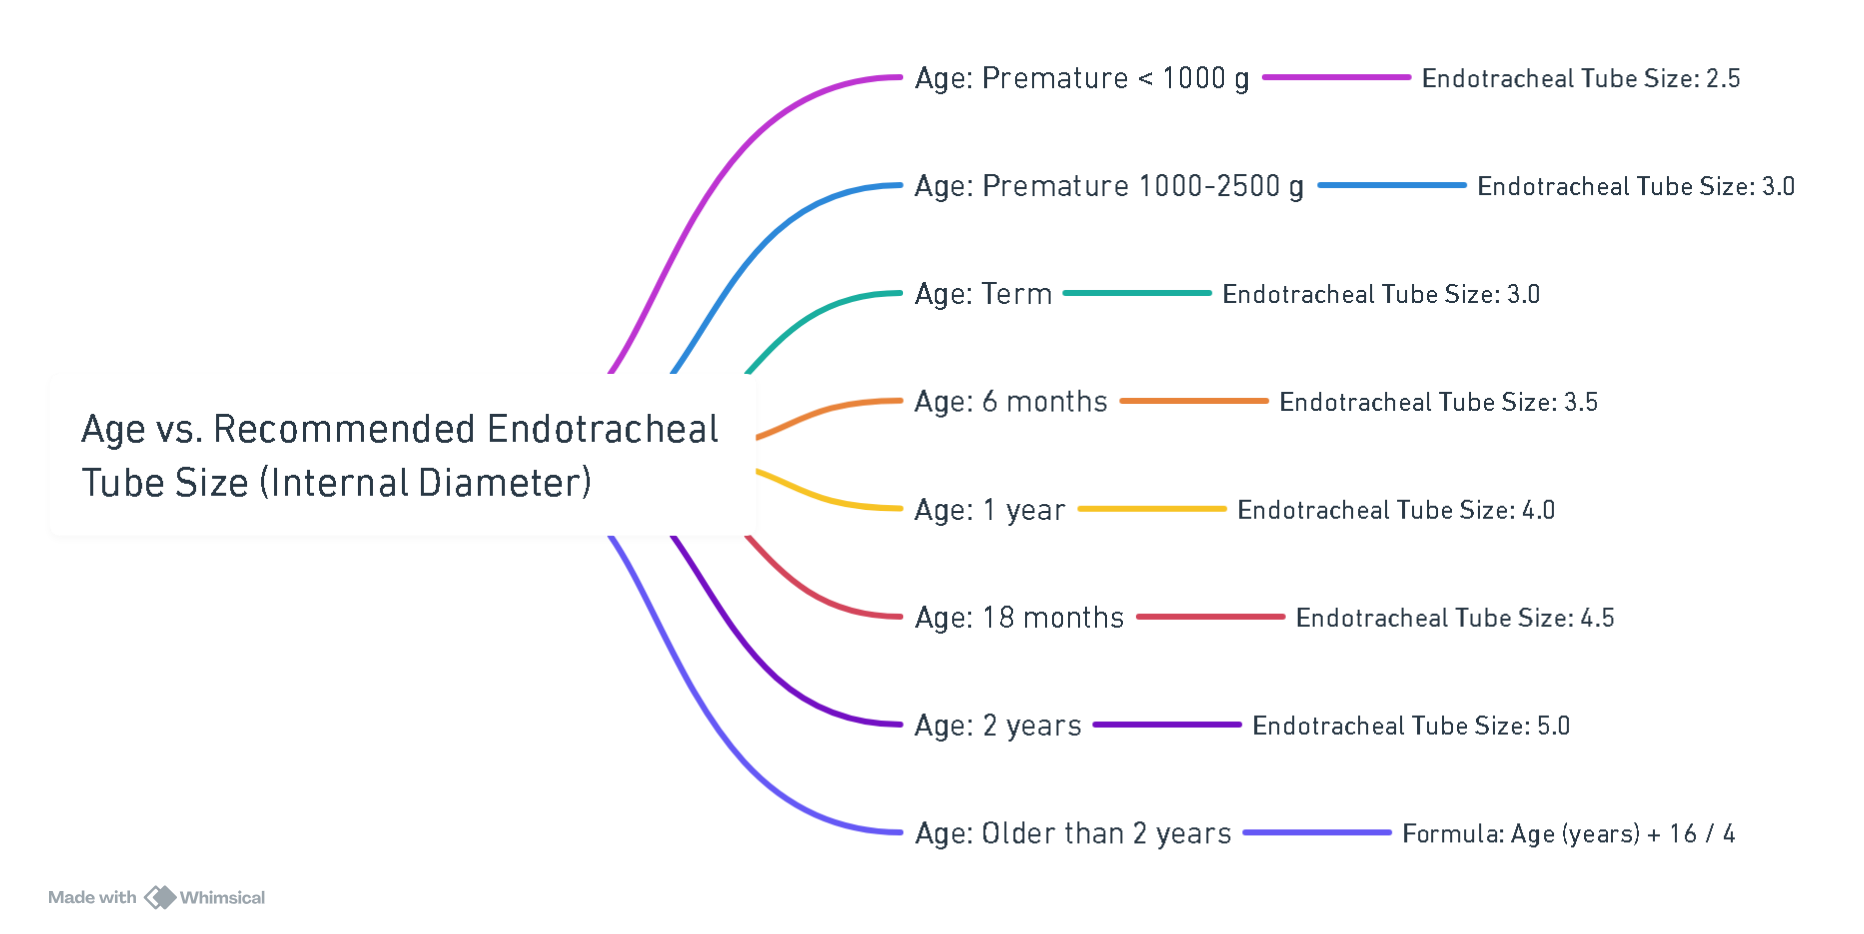 Age: Premature < 1000 g
Endotracheal Tube Size: 2.5
Age: Premature 1000-2500 g
Endotracheal Tube Size: 3.0
Age: Term
Endotracheal Tube Size: 3.0
Age vs. Recommended Endotracheal
Tube Size (Internal Diameter)
Age: 6 months
Endotracheal Tube Size: 3.5
Age: 1 year
Endotracheal Tube Size: 4.0
Age: 18 months
Endotracheal Tube Size: 4.5
Age: 2 years
Endotracheal Tube Size: 5.0
Age: Older than 2 years
Formula: Age (years) + 16 / 4
Made with Whimsical